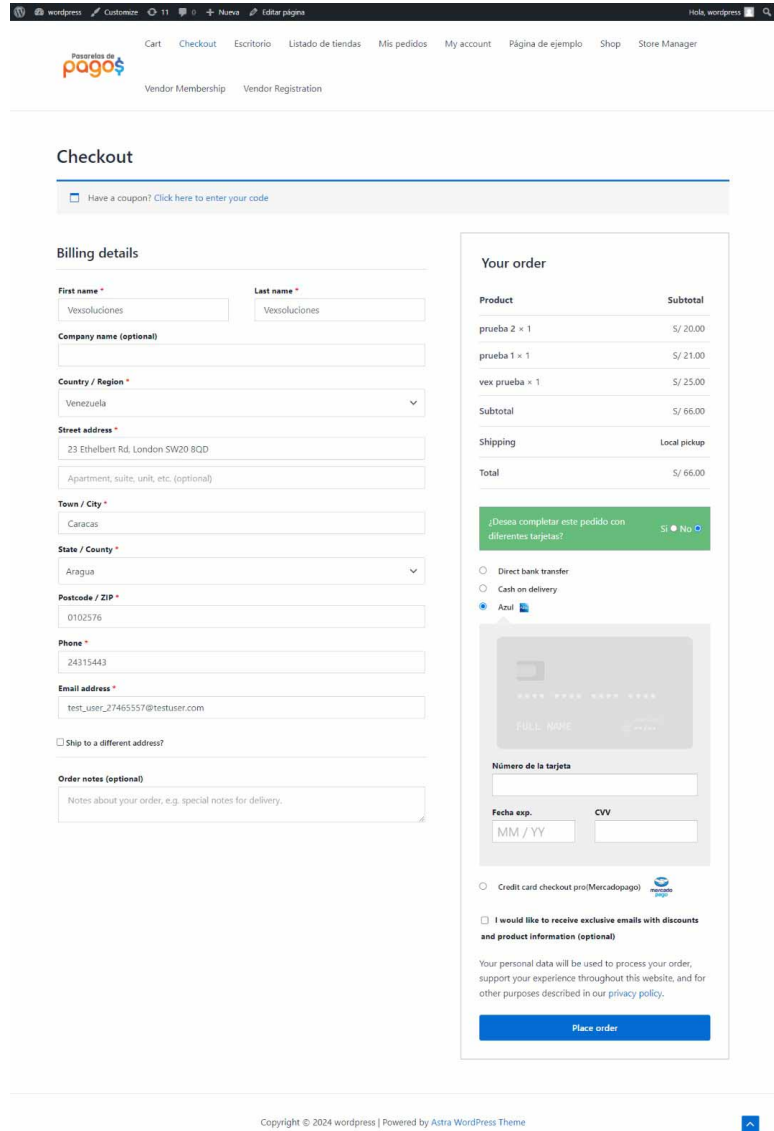 wordpress Customize 11 0 + Nueva Editar página Hola, wordpress
Pasarelas de
pago$
Cart Checkout Escritorio Listado de tiendas Mis pedidos My account Página de ejemplo Shop Store Manager
Vendor Membership Vendor Registration
Checkout
Have a coupon? Click here to enter your code
Billing details
First name * Last name *
Vexsoluciones Vexsoluciones
Company name (optional)
Country / Region *
Venezuela
Street address *
23 Ethelbert Rd, London SW20 8QD
Apartment, suite, unit, etc. (optional)
Town / City *
Caracas
State / County *
Aragua
Postcode / ZIP *
0102576
Phone *
24315443
Email address *
test_user_27465557@testuser.com
Ship to a different address?
Order notes (optional)
Notes about your order, e.g. special notes for delivery.
Your order
Product Subtotal
prueba 2 × 1 S/ 20.00
prueba 1 × 1 S/ 21.00
vex prueba × 1 S/ 25.00
Subtotal S/ 66.00
Shipping Local pickup
Total S/ 66.00
¿Desea completar este pedido con
diferentes tarjetas?
Si No
Direct bank transfer
Cash on delivery
Azul
**** **** **** ****
FULL NAME
Número de la tarjeta
Fecha exp. CVV
MM / YY
Credit card checkout pro(Mercadopago)
mercado
pago
I would like to receive exclusive emails with discounts
and product information (optional)
Your personal data will be used to process your order,
support your experience throughout this website, and for
other purposes described in our privacy policy.
Place order
Copyright © 2024 wordpress | Powered by Astra WordPress Theme